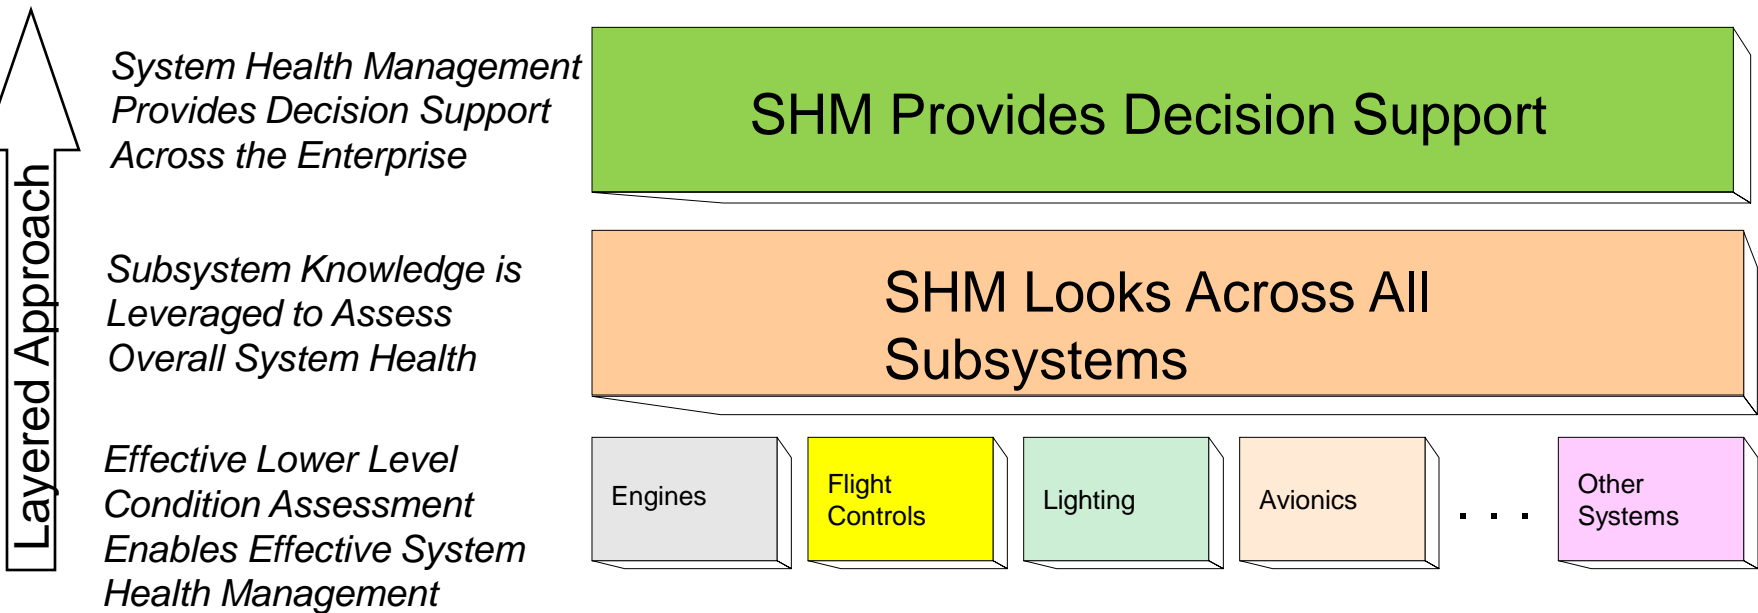 Layered Approach
System Health Management
Provides Decision Support
Across the Enterprise
SHM Provides Decision Support
Subsystem Knowledge is
Leveraged to Assess
Overall System Health
SHM Looks Across All
Subsystems
Effective Lower Level
Condition Assessment
Enables Effective System
Health Management
Engines
Flight
Controls
Lighting
Avionics
. . .
Other
Systems